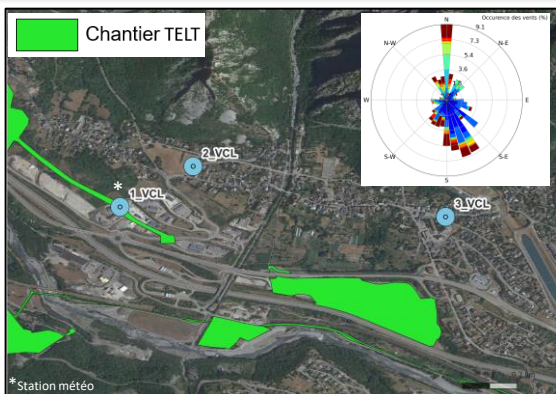 Chantier TELT
Occurence des vents (%)
N
9.1
7.3
5.4
3.6
N-W
N-E
W
E
S-W
S-E
S
2_VCL
*
1_VCL
3_VCL
*Station météo